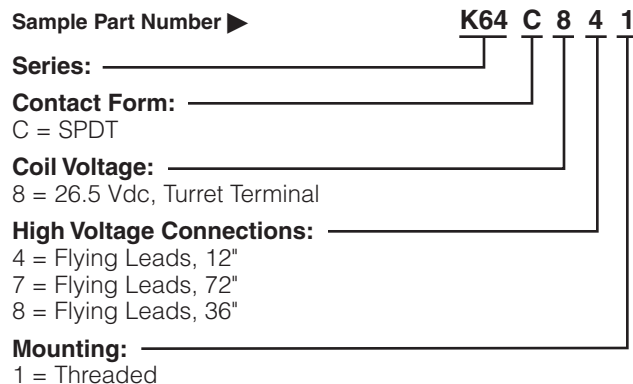 Sample Part Number ▶ K64 C 8 4 1
Series:
Contact Form:
C = SPDT
Coil Voltage:
8 = 26.5 Vdc, Turret Terminal
High Voltage Connections:
4 = Flying Leads, 12"
7 = Flying Leads, 72"
8 = Flying Leads, 36"
Mounting:
1 = Threaded